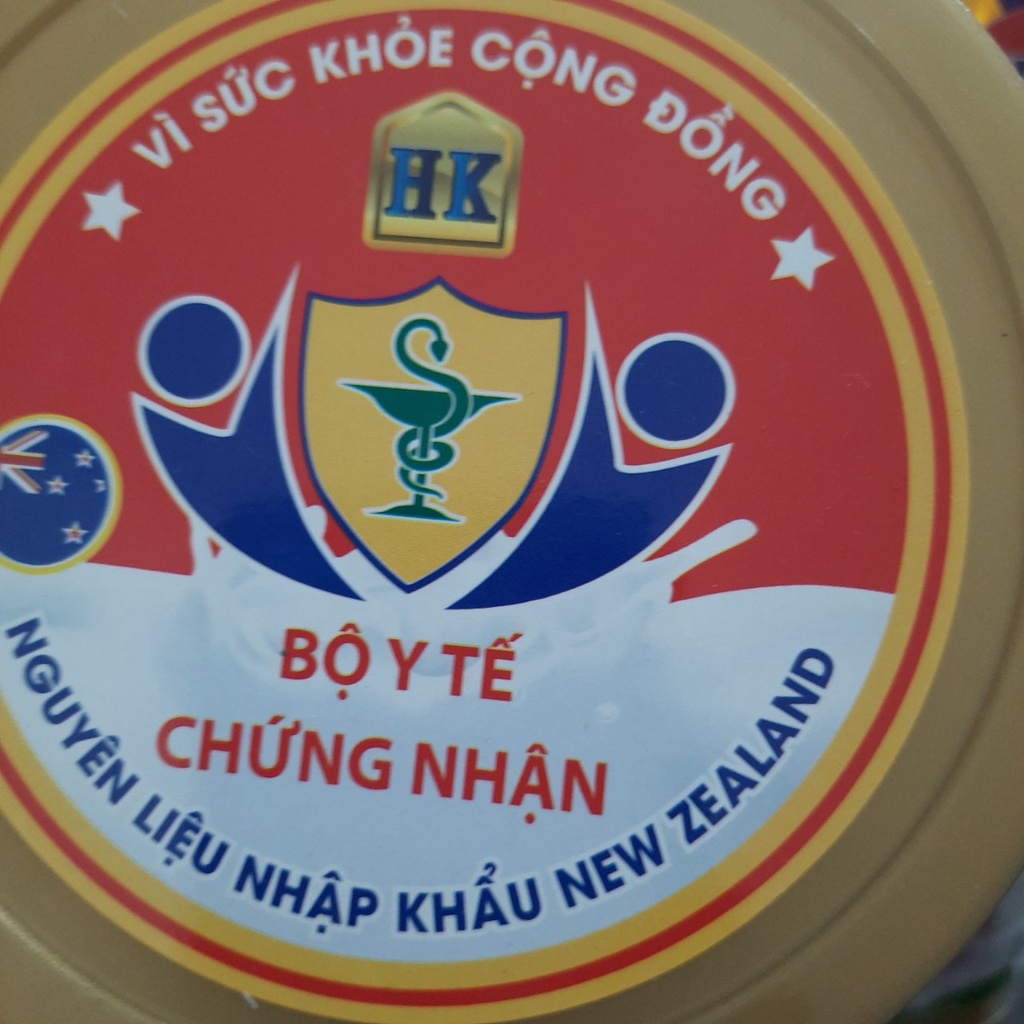 VÌ SỨC KHỎE CỘNG ĐỒNG
HK
BỘ Y TẾ
CHỨNG NHẬN
NGUYÊN LIỆU NHẬP KHẨU NEW ZEALAND